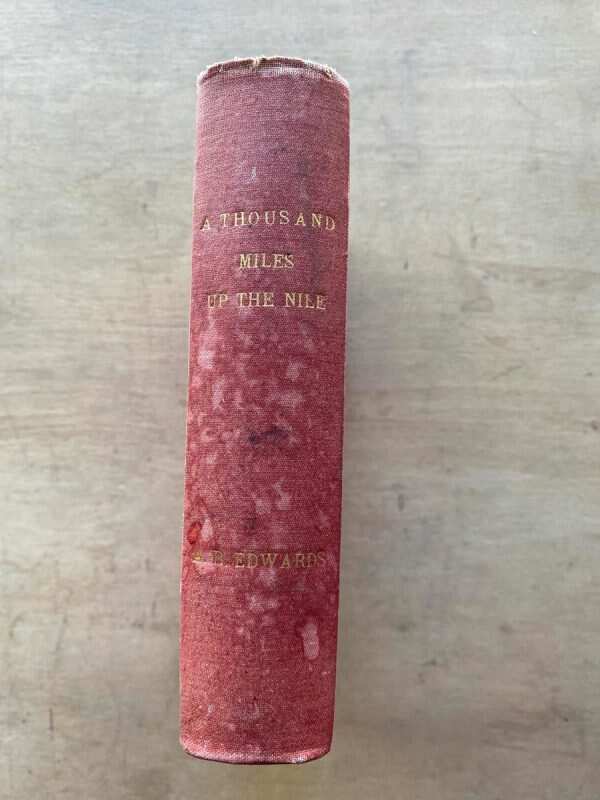 A THOUSAND
MILES
UP THE NILE
A. B. EDWARDS